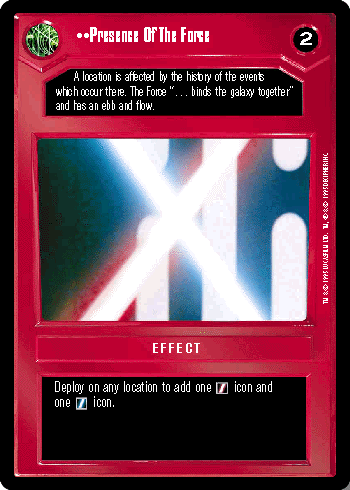 ••Presence Of The Force
2
A location is affected by the history of the events
which occur there. The Force “... binds the galaxy together”
and has an ebb and flow.
EFFECT
Deploy on any location to add one icon and
one icon.